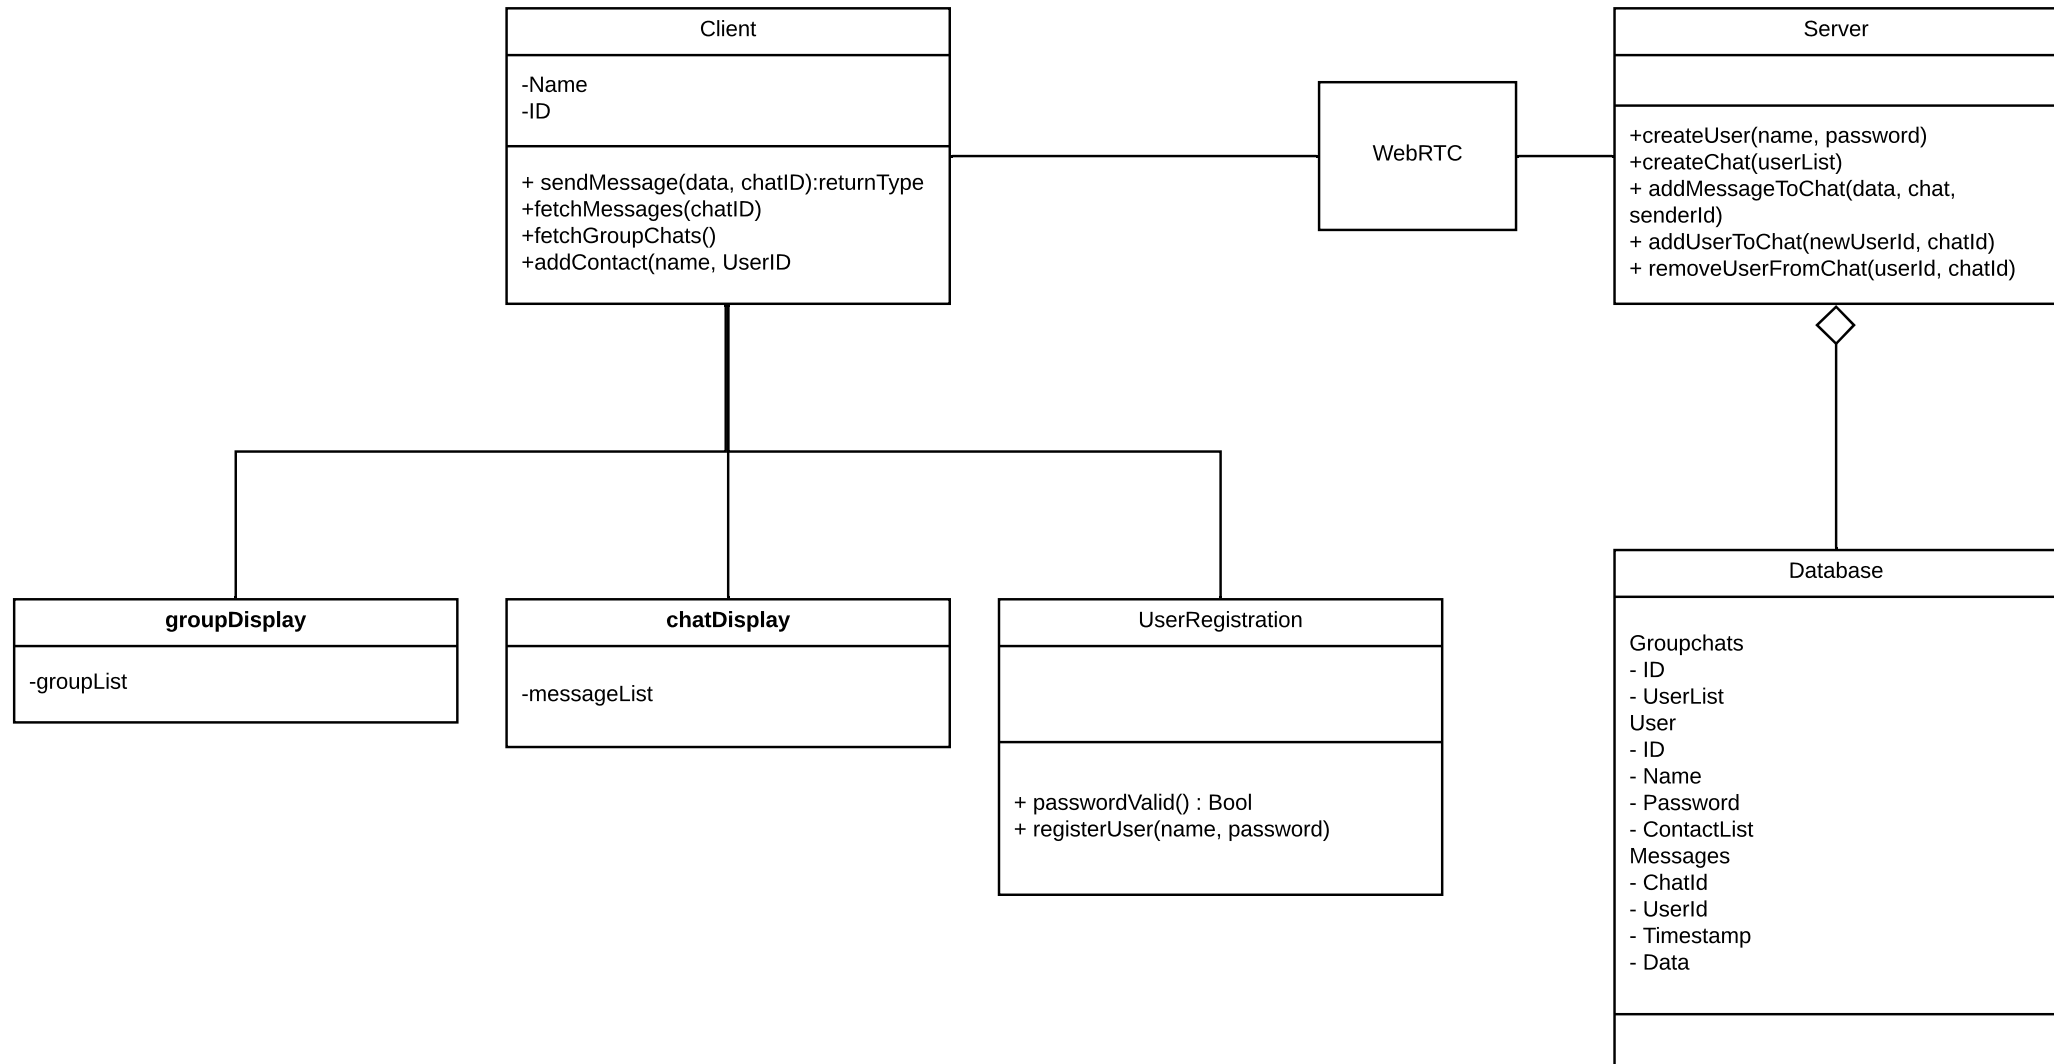 Client
-Name
-ID
+ sendMessage(data, chatID):returnType
+fetchMessages(chatID)
+fetchGroupChats()
+addContact(name, UserID
WebRTC
Server
+createUser(name, password)
+createChat(userList)
+ addMessageToChat(data, chat,
senderId)
+ addUserToChat(newUserId, chatId)
+ removeUserFromChat(userId, chatId)
groupDisplay
-groupList
chatDisplay
-messageList
UserRegistration
+ passwordValid() : Bool
+ registerUser(name, password)
Database
Groupchats
- ID
- UserList
User
- ID
- Name
- Password
- ContactList
Messages
- ChatId
- UserId
- Timestamp
- Data